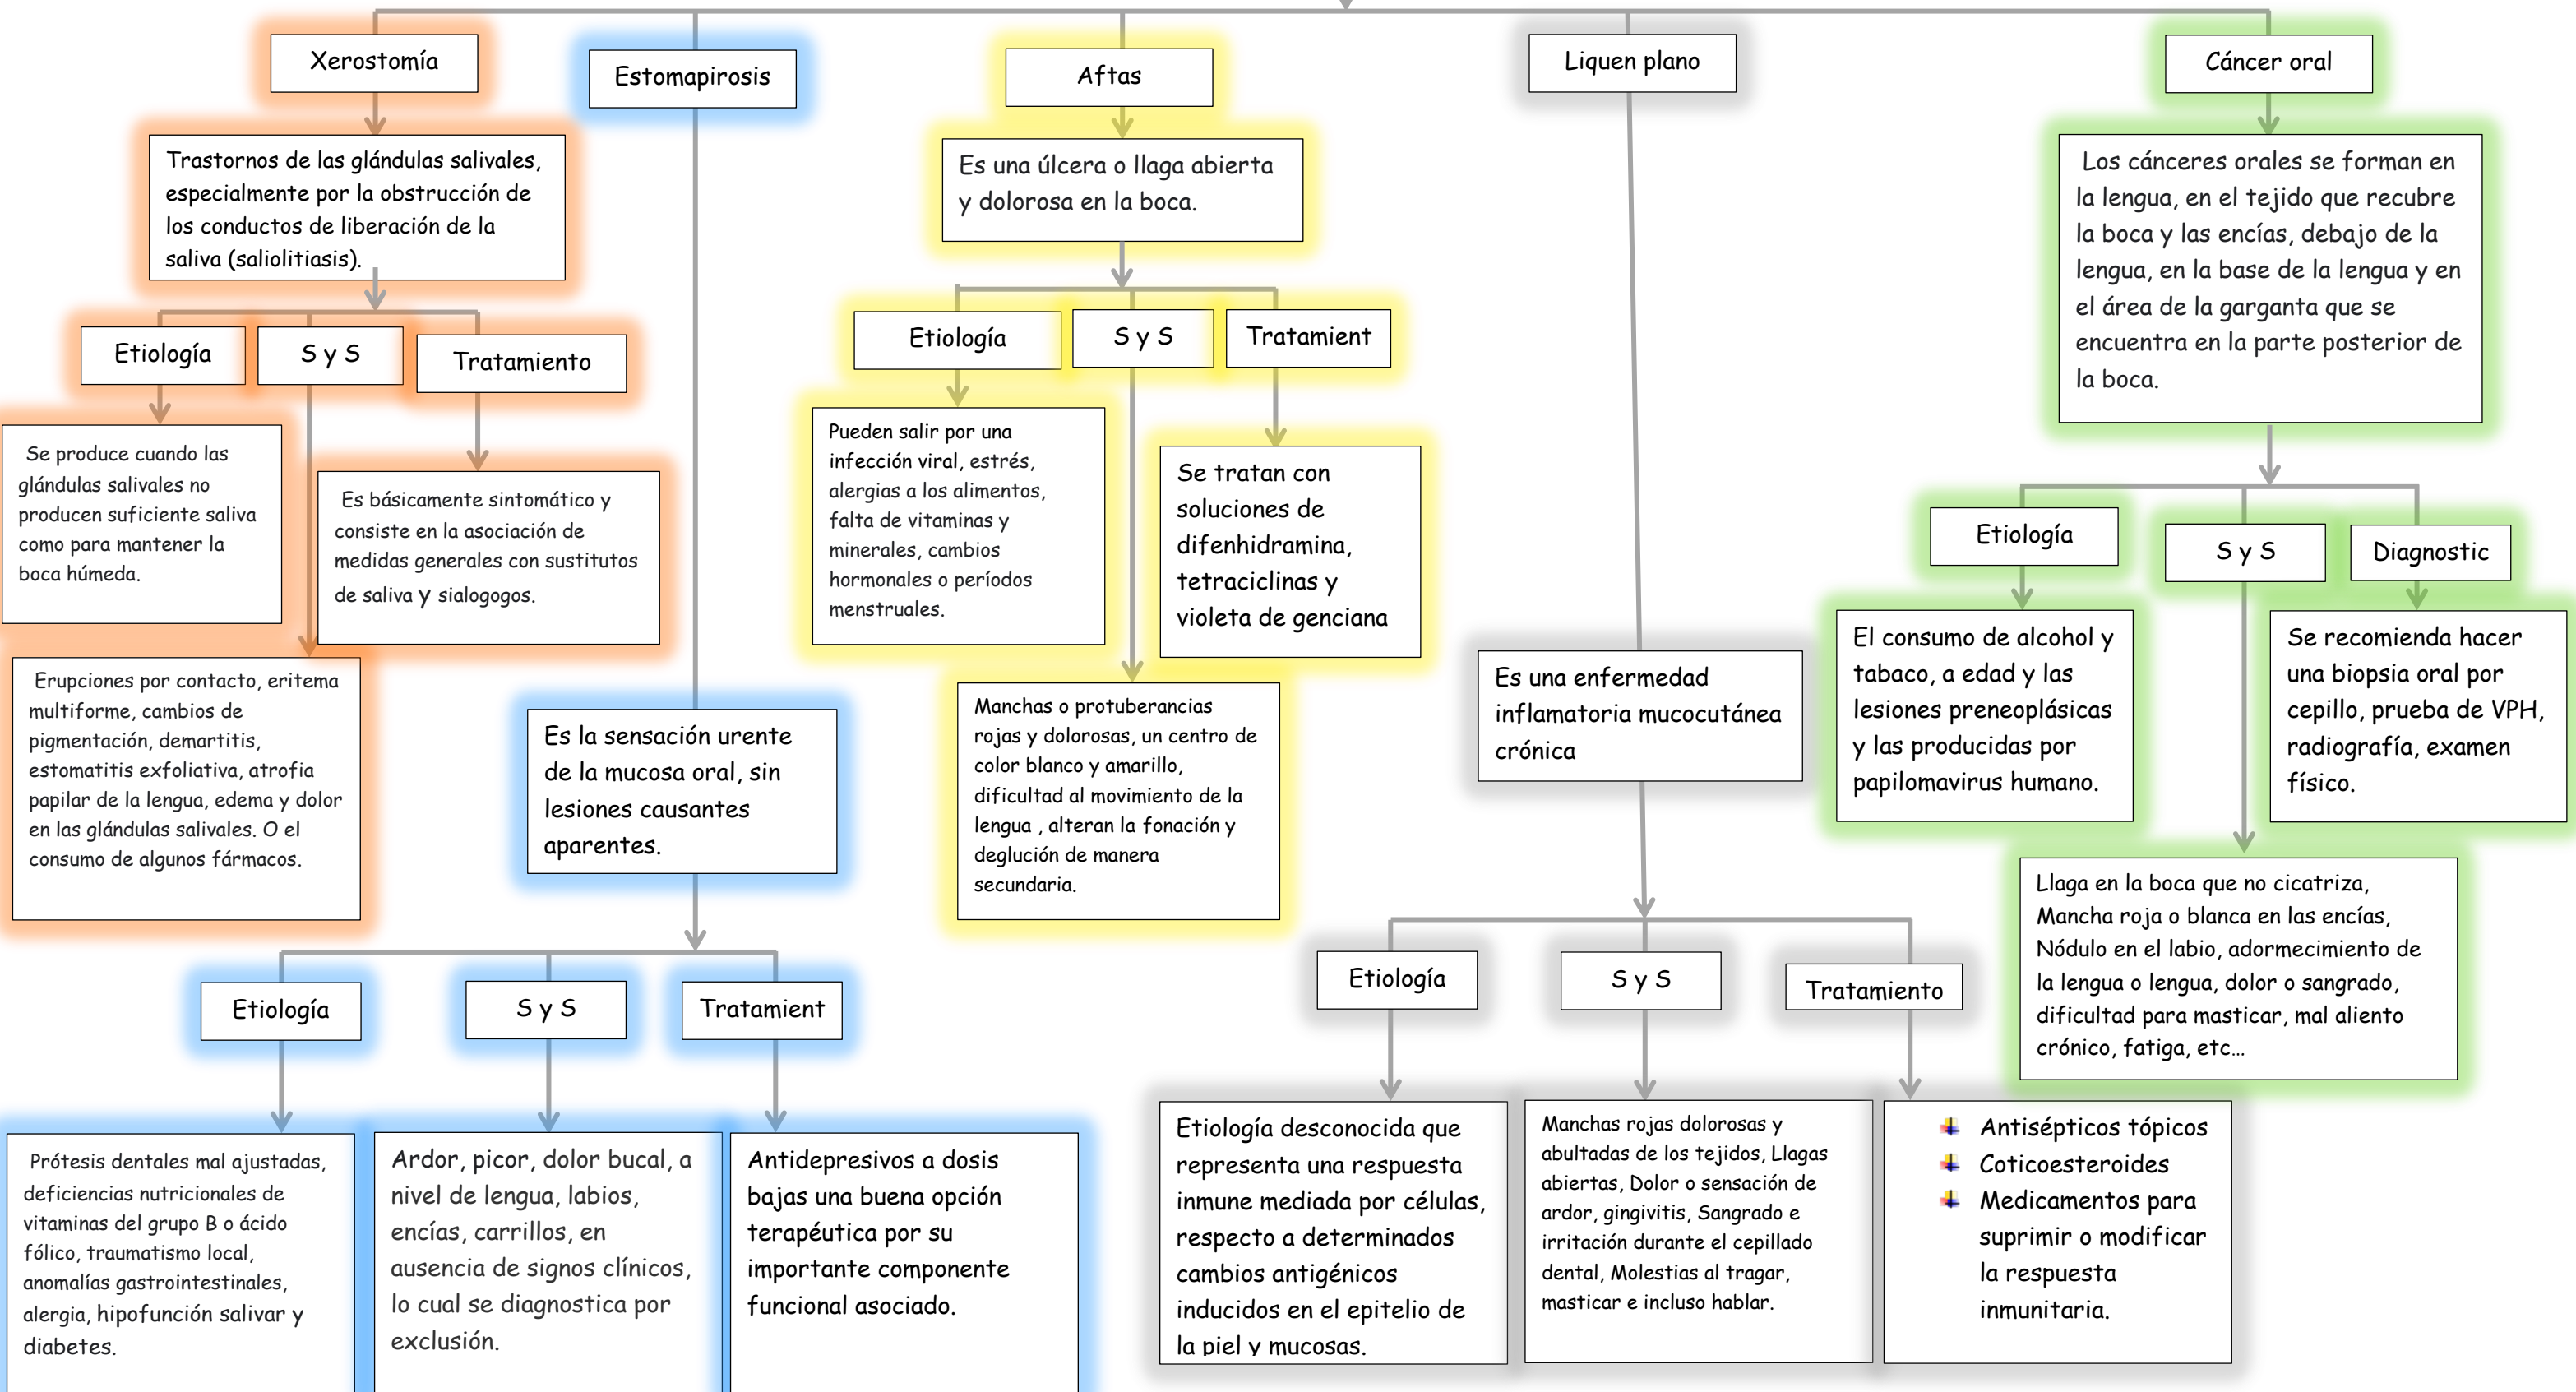 Xerostomía
Estomapirosis
Aftas
Liquen plano
Cáncer oral
Trastornos de las glándulas salivales,
especialmente por la obstrucción de
los conductos de liberación de la
saliva (saliolitiasis).
Etiología
S y S
Tratamiento
Se produce cuando las
glándulas salivales no
producen suficiente saliva
como para mantener la
boca húmeda.
Es básicamente sintomático y
consiste en la asociación de
medidas generales con sustitutos
de saliva y sialogogos.
Erupciones por contacto, eritema
multiforme, cambios de
pigmentación, demartitis,
estomatitis exfoliativa, atrofia
papilar de la lengua, edema y dolor
en las glándulas salivales. O el
consumo de algunos fármacos.
Es la sensación urente
de la mucosa oral, sin
lesiones causantes
aparentes.
Etiología
S y S
Tratamient
Prótesis dentales mal ajustadas,
deficiencias nutricionales de
vitaminas del grupo B o ácido
fólico, traumatismo local,
anomalías gastrointestinales,
alergia, hipofunción salivar y
diabetes.
Ardor, picor, dolor bucal, a
nivel de lengua, labios,
encías, carrillos, en
ausencia de signos clínicos,
lo cual se diagnostica por
exclusión.
Antidepresivos a dosis
bajas una buena opción
terapéutica por su
importante componente
funcional asociado.
Es una úlcera o llaga abierta
y dolorosa en la boca.
Etiología
S y S
Tratamient
Pueden salir por una
infección viral, estrés,
alergias a los alimentos,
falta de vitaminas y
minerales, cambios
hormonales o períodos
menstruales.
Se tratan con
soluciones de
difenhidramina,
tetraciclinas y
violeta de genciana
Manchas o protuberancias
rojas y dolorosas, un centro de
color blanco y amarillo,
dificultad al movimiento de la
lengua , alteran la fonación y
deglución de manera
secundaria.
Es una enfermedad
inflamatoria mucocutánea
crónica
Etiología
S y S
Tratamiento
Etiología desconocida que
representa una respuesta
inmune mediada por células,
respecto a determinados
cambios antigénicos
inducidos en el epitelio de
la piel y mucosas.
Manchas rojas dolorosas y
abultadas de los tejidos, Llagas
abiertas, Dolor o sensación de
ardor, gingivitis, Sangrado e
irritación durante el cepillado
dental, Molestias al tragar,
masticar e incluso hablar.
Antisépticos tópicos
Coticoesteroides
Medicamentos para
suprimir o modificar
la respuesta
inmunitaria.
Los cánceres orales se forman en
la lengua, en el tejido que recubre
la boca y las encías, debajo de la
lengua, en la base de la lengua y en
el área de la garganta que se
encuentra en la parte posterior de
la boca.
Etiología
S y S
Diagnostic
El consumo de alcohol y
tabaco, a edad y las
lesiones preneoplásicas
y las producidas por
papilomavirus humano.
Se recomienda hacer
una biopsia oral por
cepillo, prueba de VPH,
radiografía, examen
físico.
Llaga en la boca que no cicatriza,
Mancha roja o blanca en las encías,
Nódulo en el labio, adormecimiento de
la lengua o lengua, dolor o sangrado,
dificultad para masticar, mal aliento
crónico, fatiga, etc...